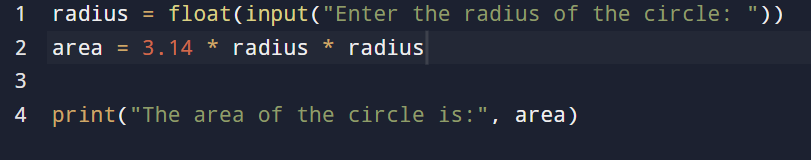 1 radius = float(input("Enter the radius of the circle: "))
2 area = 3.14 * radius * radius
3
4 print("The area of the circle is:", area)